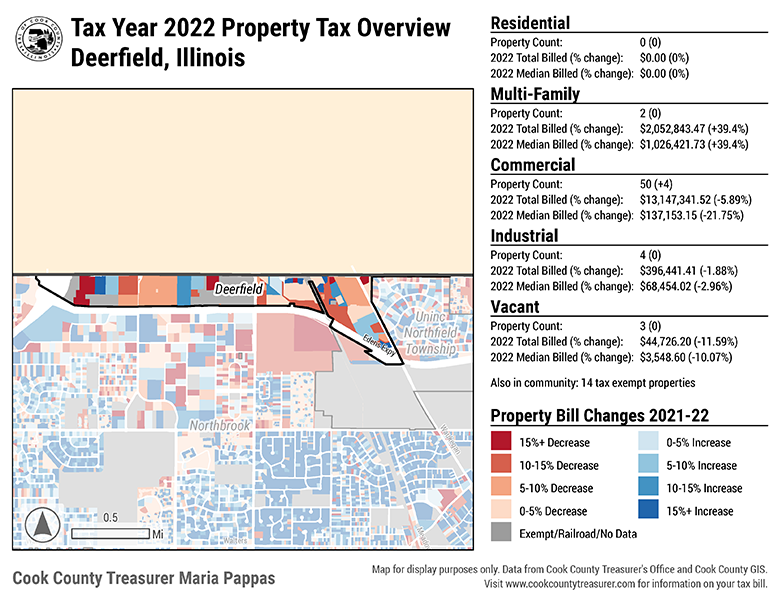 Tax Year 2022 Property Tax Overview
Deerfield, Illinois
Residential
Property Count: 0 (0)
2022 Total Billed (% change): $0.00 (0%)
2022 Median Billed (% change): $0.00 (0%)
Multi-Family
Property Count: 2 (0)
2022 Total Billed (% change): $2,052,843.47 (+39.4%)
2022 Median Billed (% change): $1,026,421.73 (+39.4%)
Commercial
Property Count: 50 (+4)
2022 Total Billed (% change): $13,147,341.52 (-5.89%)
2022 Median Billed (% change): $137,153.15 (-21.75%)
Industrial
Property Count: 4 (0)
2022 Total Billed (% change): $396,441.41 (-1.88%)
2022 Median Billed (% change): $68,454.02 (-2.96%)
Vacant
Property Count: 3 (0)
2022 Total Billed (% change): $44,726.20 (-11.59%)
2022 Median Billed (% change): $3,548.60 (-10.07%)
Also in community: 14 tax exempt properties
Property Bill Changes 2021-22
15%+ Decrease
10-15% Decrease
5-10% Decrease
0-5% Decrease
Exempt/Railroad/No Data
0-5% Increase
5-10% Increase
10-15% Increase
15%+ Increase
Deerfield
Uninc
Northfield
Township
Edens Expy
Northbrook
Waukegan
Walters
0.5
Mi
Cook County Treasurer Maria Pappas
Map for display purposes only. Data from Cook County Treasurer's Office and Cook County GIS.
Visit www.cookcountytreasurer.com for information on your tax bill.